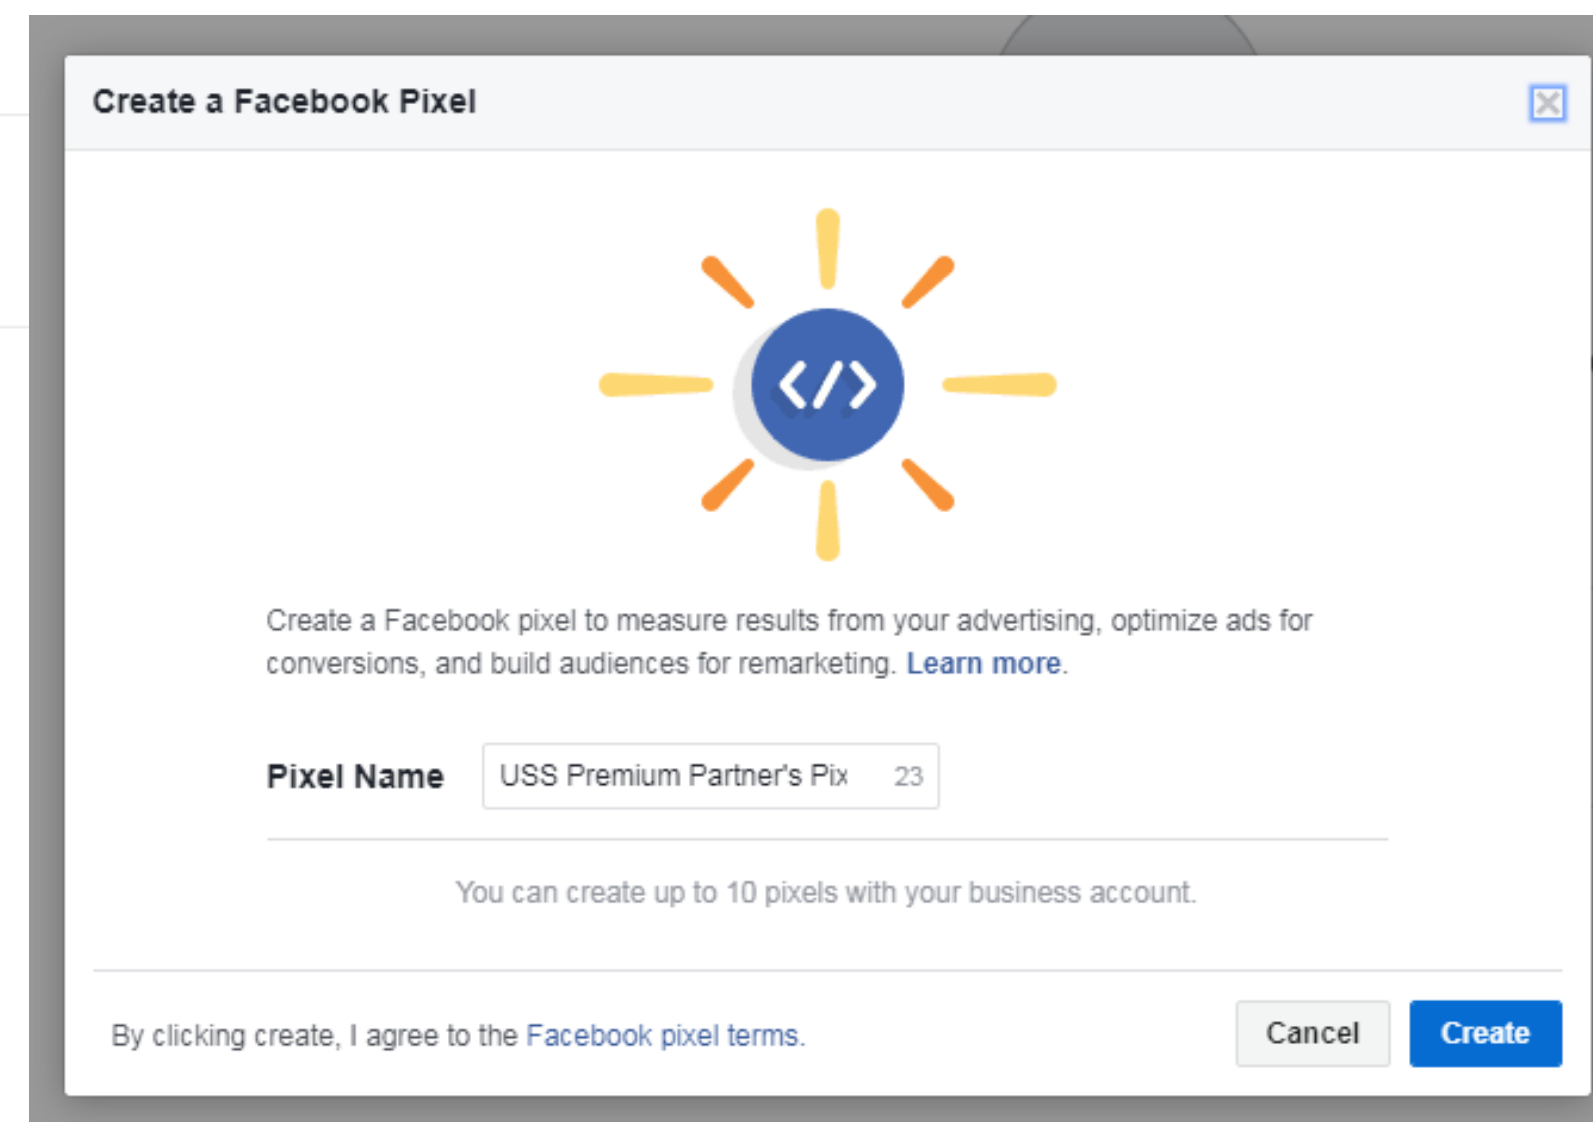 Create a Facebook Pixel
</>
Create a Facebook pixel to measure results from your advertising, optimize ads for
conversions, and build audiences for remarketing. Learn more.
Pixel Name USS Premium Partner's Pix 23
You can create up to 10 pixels with your business account.
By clicking create, I agree to the Facebook pixel terms. Cancel Create